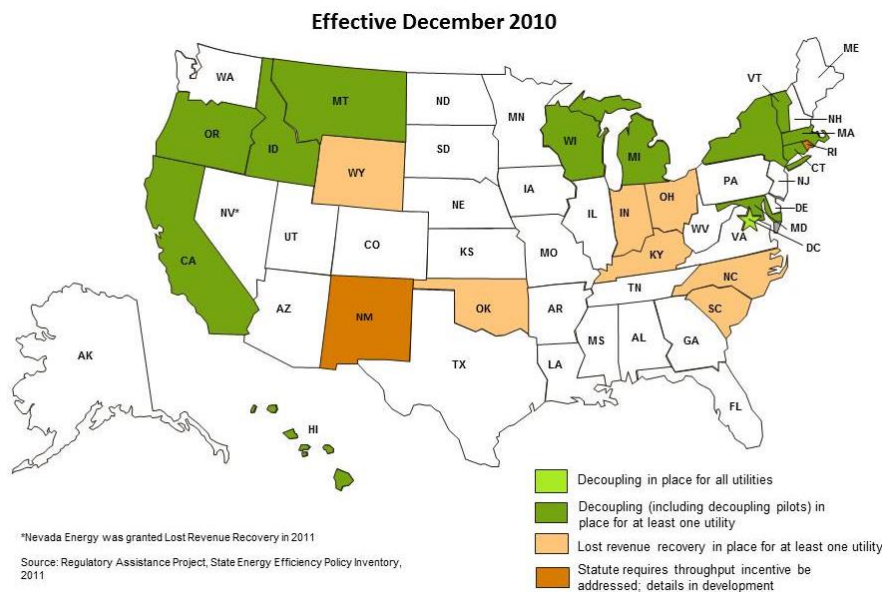 Effective December 2010
ME
WA
VT
MT
ND
MN
NH
OR
MA
ID
WI
SD
MI
RI
WY
CT
PA
NJ
IA
NE
OH
DE
NV*
IL
IN
MD
UT
WV
VA
CO
DC
CA
KS
MO
KY
NC
TN
AZ
NM
OK
AR
SC
MS
AL
GA
AK
TX
LA
FL
HI
Decoupling in place for all utilities
Decoupling (including decoupling pilots) in
place for at least one utility
*Nevada Energy was granted Lost Revenue Recovery in 2011
Lost revenue recovery in place for at least one utility
Source: Regulatory Assistance Project, State Energy Efficiency Policy Inventory,
2011
Statute requires throughput incentive be
addressed; details in development